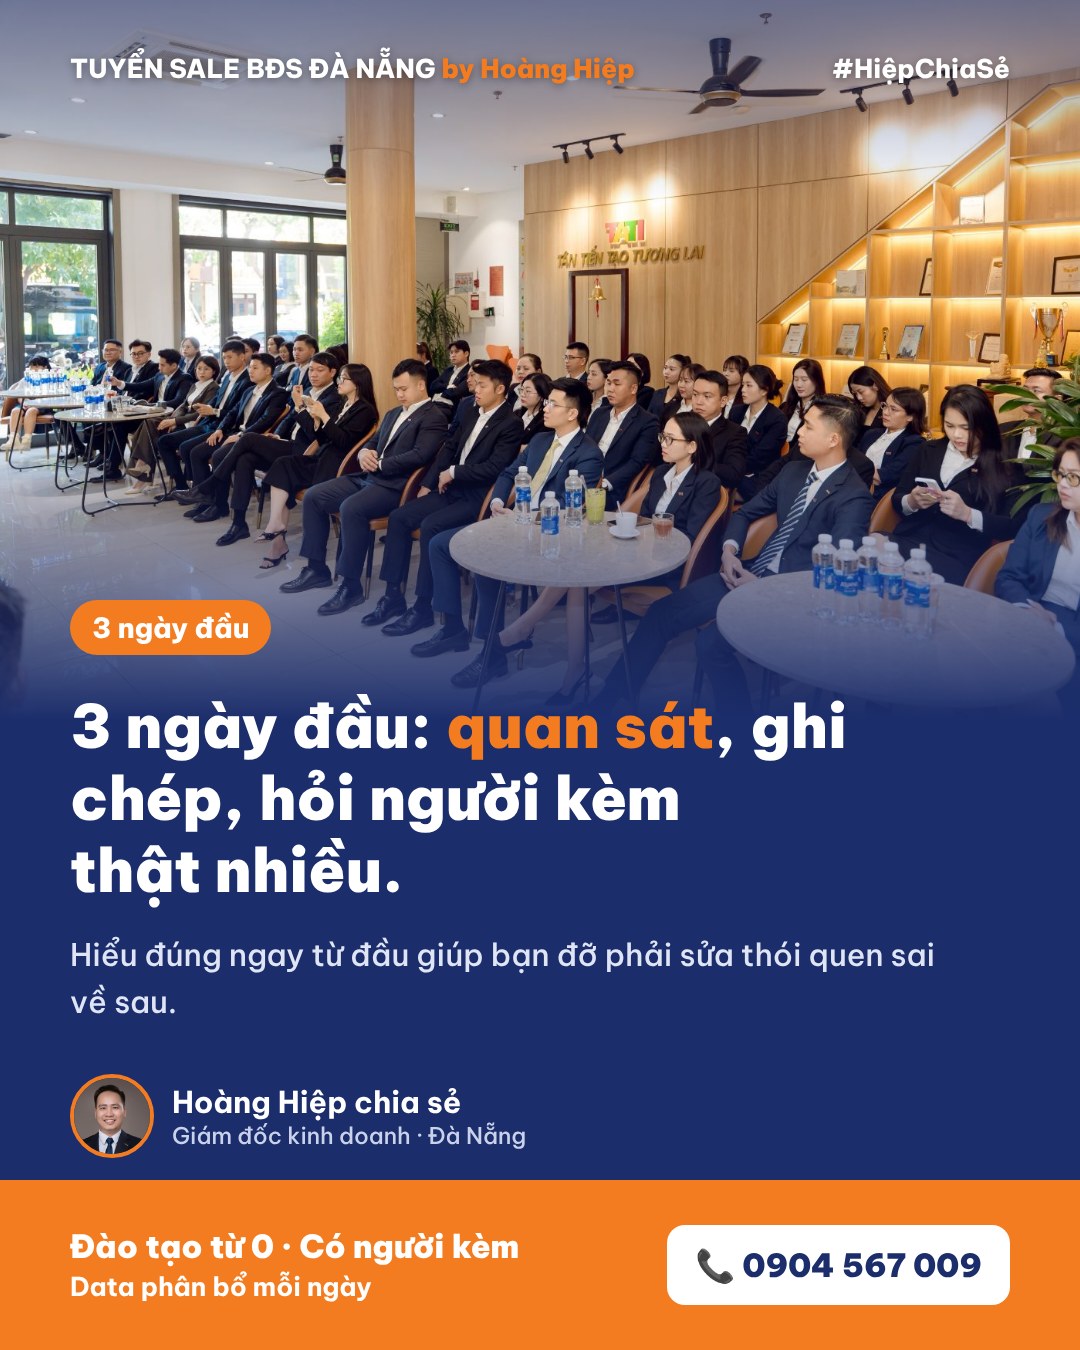 TUYỂN SALE BĐS ĐÀ NẴNG by Hoàng Hiệp
#HiệpChiaSẻ
TATI
TÂN TIẾN TẠO TƯƠNG LAI
EXIT
3 ngày đầu
3 ngày đầu: quan sát, ghi
chép, hỏi người kèm
thật nhiều.
Hiểu đúng ngay từ đầu giúp bạn đỡ phải sửa thói quen sai
về sau.
Hoàng Hiệp chia sẻ
Giám đốc kinh doanh · Đà Nẵng
Đào tạo từ 0 · Có người kèm
Data phân bổ mỗi ngày
📞 0904 567 009